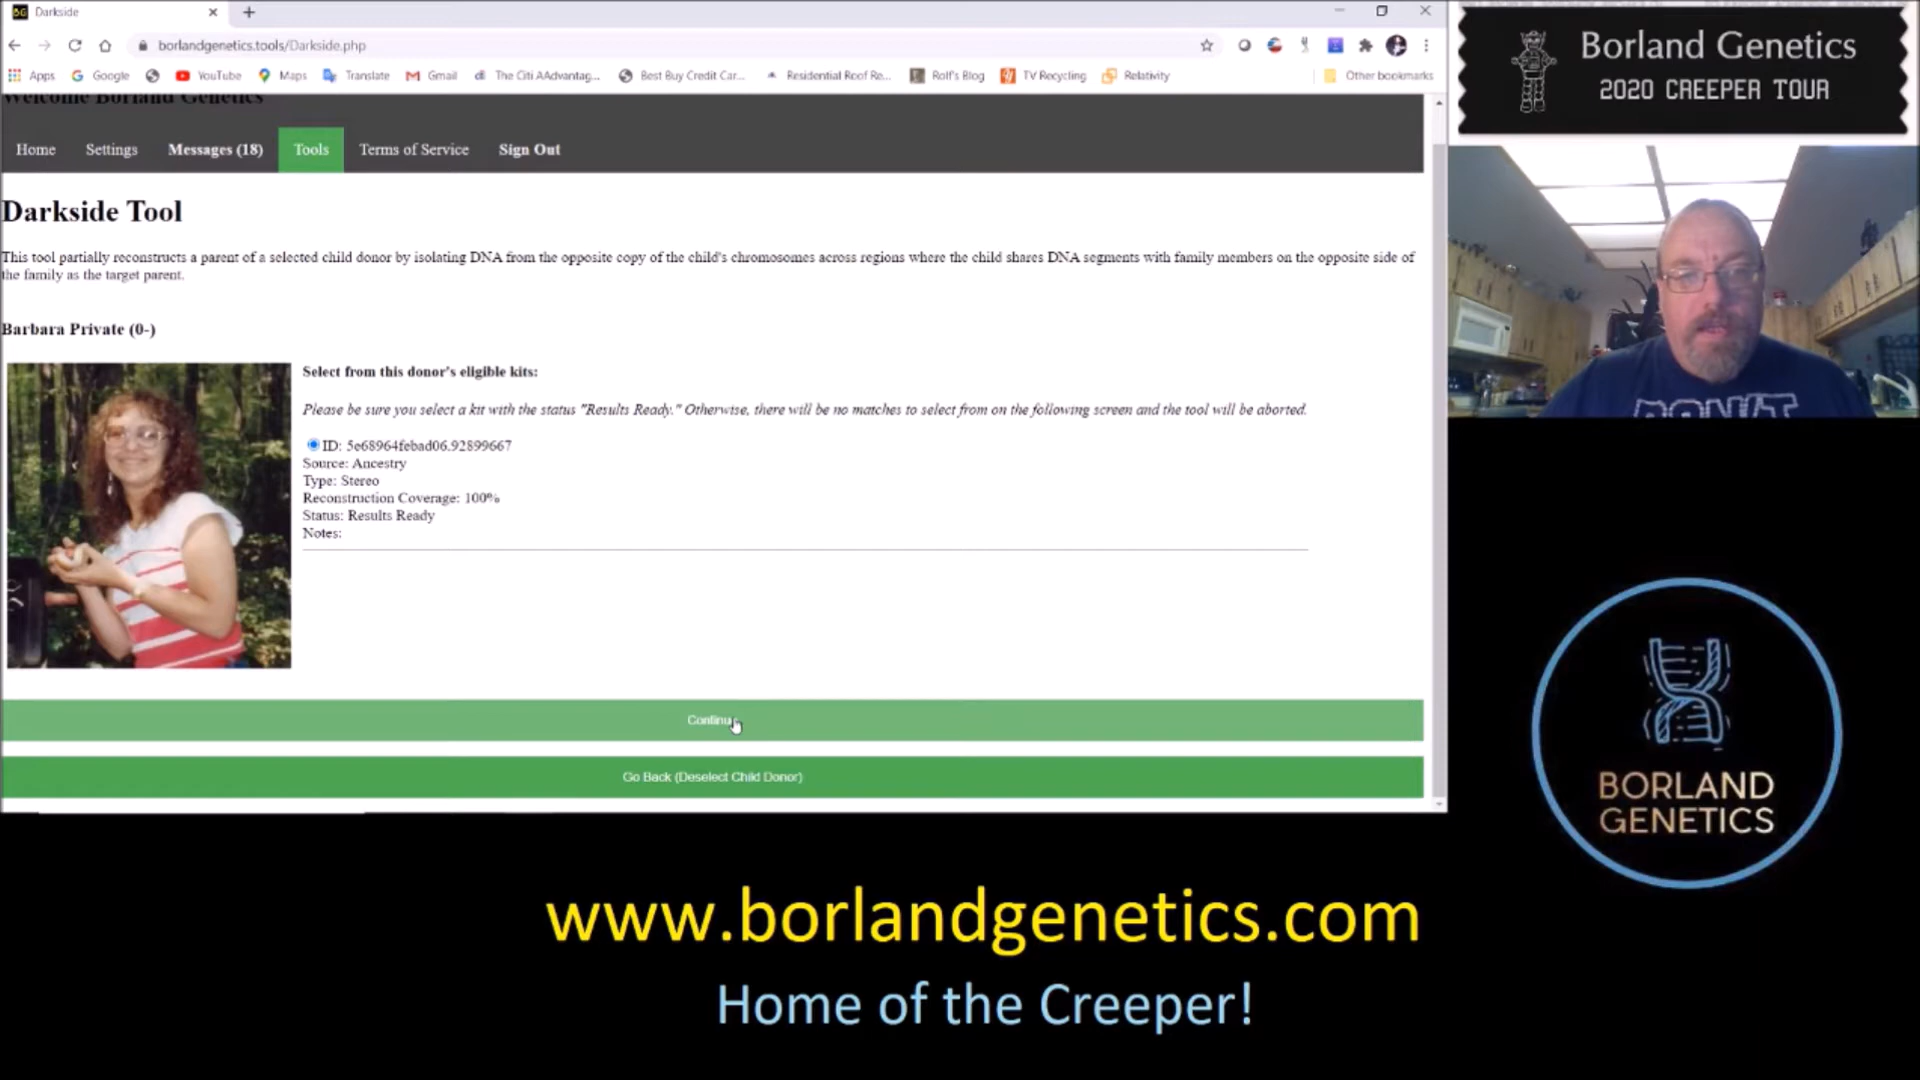 Darkside
borlandgenetics.tools/Darkside.php
Apps Google YouTube Maps Translate Gmail The Citi AAdvantag... Best Buy Credit Car... Residential Roof Re... Rolf's Blog TV Recycling Relativity Other bookmarks
Welcome Borland Genetics
Home Settings Messages (18) Tools Terms of Service Sign Out
Darkside Tool
This tool partially reconstructs a parent of a selected child donor by isolating DNA from the opposite copy of the child's chromosomes across regions where the child shares DNA segments with family members on the opposite side of
the family as the target parent.
Barbara Private (0-)
Select from this donor's eligible kits:
Please be sure you select a kit with the status "Results Ready." Otherwise, there will be no matches to select from on the following screen and the tool will be aborted.
ID: 5e68964febad06.92899667
Source: Ancestry
Type: Stereo
Reconstruction Coverage: 100%
Status: Results Ready
Notes:
Continue
Go Back (Deselect Child Donor)
Borland Genetics
2020 CREEPER TOUR
BORLAND
GENETICS
www.borlandgenetics.com
Home of the Creeper!